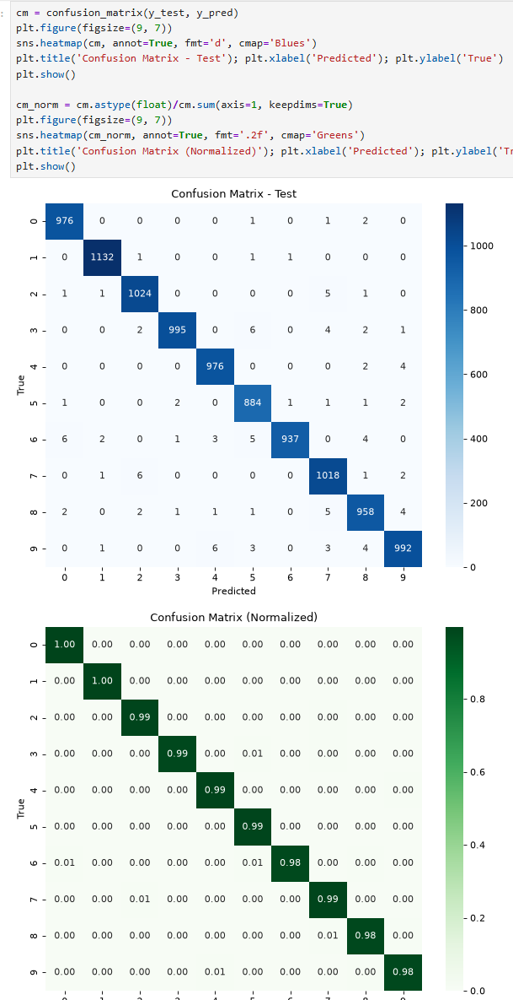 :
cm = confusion_matrix(y_test, y_pred)
plt.figure(figsize=(9, 7))
sns.heatmap(cm, annot=True, fmt='d', cmap='Blues')
plt.title('Confusion Matrix - Test'); plt.xlabel('Predicted'); plt.ylabel('True')
plt.show()
cm_norm = cm.astype(float)/cm.sum(axis=1, keepdims=True)
plt.figure(figsize=(9, 7))
sns.heatmap(cm_norm, annot=True, fmt='.2f', cmap='Greens')
plt.title('Confusion Matrix (Normalized)'); plt.xlabel('Predicted'); plt.ylabel('Tr
plt.show()
Confusion Matrix - Test
0 976 0 0 0 0 1 0 1 2 0
1 0 1132 1 0 0 1 1 0 0 0
2 1 1 1024 0 0 0 0 5 1 0
3 0 0 2 995 0 6 0 4 2 1
4 0 0 0 0 976 0 0 0 2 4
5 1 0 0 2 0 884 1 1 1 2
6 6 2 0 1 3 5 937 0 4 0
7 0 1 6 0 0 0 0 1018 1 2
8 2 0 2 1 1 1 0 5 958 4
9 0 1 0 0 6 3 0 3 4 992
True
0 1 2 3 4 5 6 7 8 9
Predicted
1000
800
600
400
200
0
Confusion Matrix (Normalized)
0 1.00 0.00 0.00 0.00 0.00 0.00 0.00 0.00 0.00 0.00
1 0.00 1.00 0.00 0.00 0.00 0.00 0.00 0.00 0.00 0.00
2 0.00 0.00 0.99 0.00 0.00 0.00 0.00 0.00 0.00 0.00
3 0.00 0.00 0.00 0.99 0.00 0.01 0.00 0.00 0.00 0.00
4 0.00 0.00 0.00 0.00 0.99 0.00 0.00 0.00 0.00 0.00
5 0.00 0.00 0.00 0.00 0.00 0.99 0.00 0.00 0.00 0.00
6 0.01 0.00 0.00 0.00 0.00 0.01 0.98 0.00 0.00 0.00
7 0.00 0.00 0.01 0.00 0.00 0.00 0.00 0.99 0.00 0.00
8 0.00 0.00 0.00 0.00 0.00 0.00 0.00 0.01 0.98 0.00
9 0.00 0.00 0.00 0.00 0.01 0.00 0.00 0.00 0.00 0.98
True
0.8
0.6
0.4
0.2
0.0